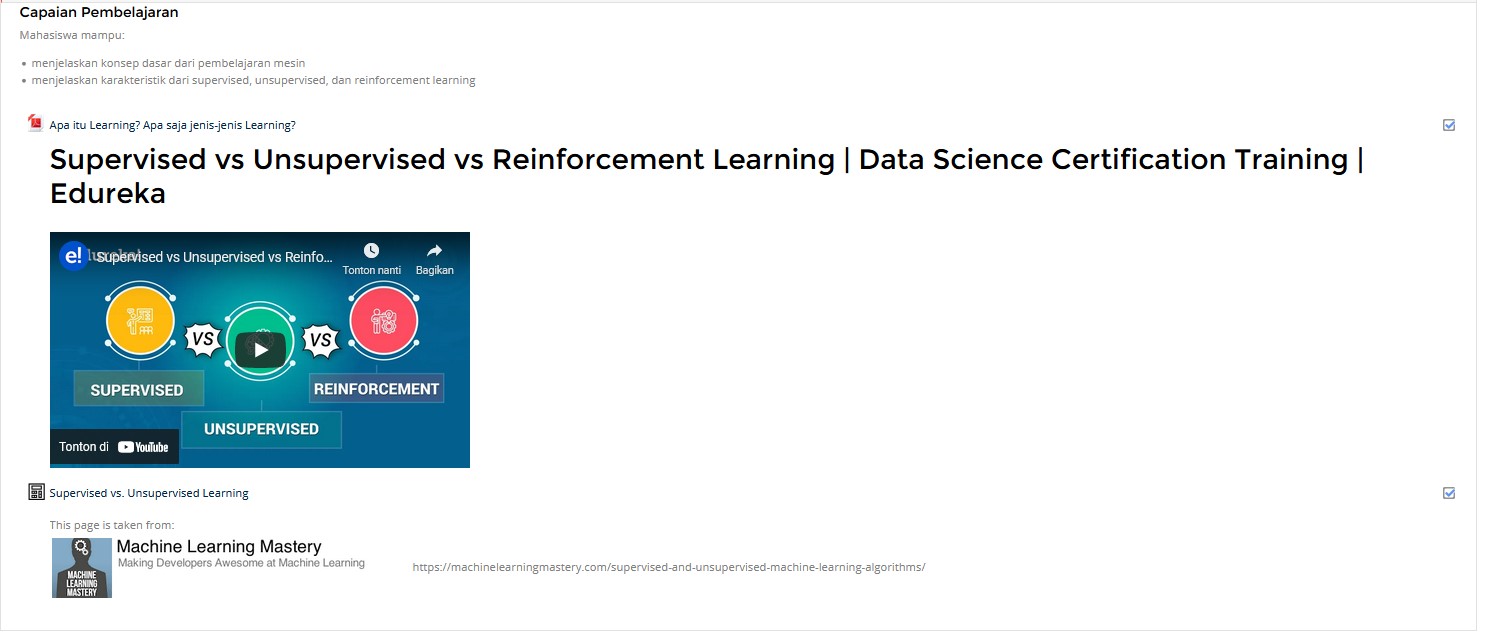 Capaian Pembelajaran
Mahasiswa mampu:
• menjelaskan konsep dasar dari pembelajaran mesin
• menjelaskan karakteristik dari supervised, unsupervised, dan reinforcement learning
Apa itu Learning? Apa saja jenis-jenis Learning?
Supervised vs Unsupervised vs Reinforcement Learning | Data Science Certification Training |
Edureka
e! Supervised vs Unsupervised vs Reinfo...
Tonton nanti
Bagikan
VS
VS
SUPERVISED
REINFORCEMENT
UNSUPERVISED
Tonton di YouTube
Supervised vs. Unsupervised Learning
This page is taken from:
Machine Learning Mastery
Making Developers Awesome at Machine Learning
MACHINE
LEARNING
MASTERY
https://machinelearningmastery.com/supervised-and-unsupervised-machine-learning-algorithms/